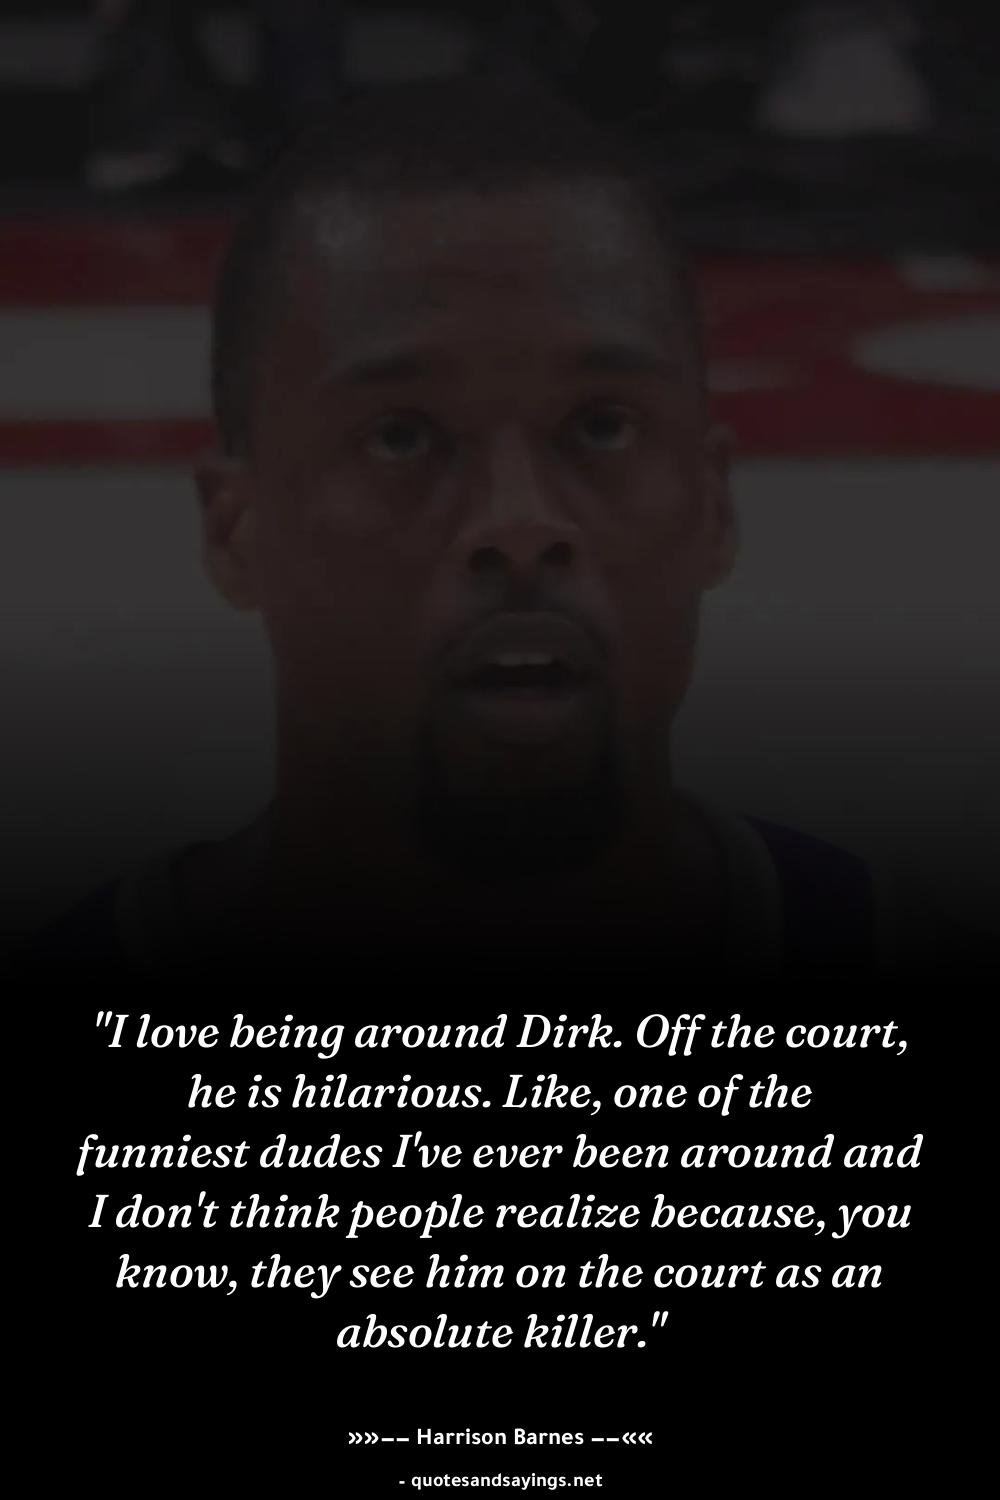 "I love being around Dirk. Off the court,
he is hilarious. Like, one of the
funniest dudes I've ever been around and
I don't think people realize because, you
know, they see him on the court as an
absolute killer."
»»−− Harrison Barnes −−««
- quotesandsayings.net